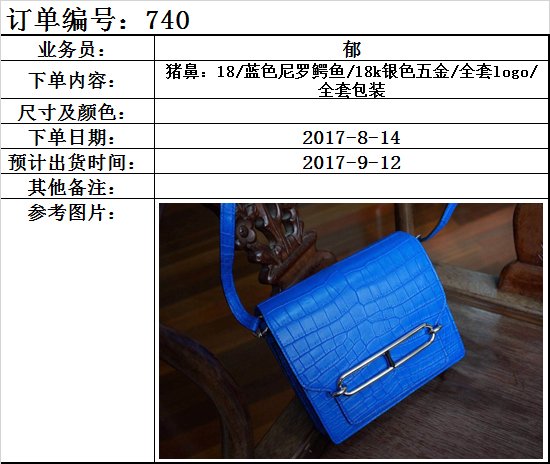 订单编号：740
业务员： 郁
下单内容： 猪鼻：18/蓝色尼罗鳄鱼/18k银色五金/全套logo/
全套包装
尺寸及颜色：
下单日期： 2017-8-14
预计出货时间： 2017-9-12
其他备注：
参考图片：